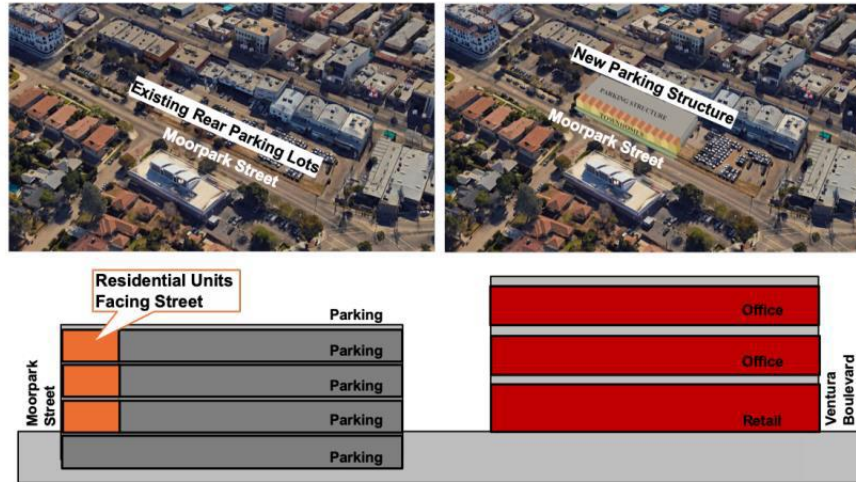 Existing Rear Parking Lots
Moorpark Street
New Parking Structure
PARKING STRUCTURE
TOWNHOMES
Moorpark Street
Residential Units
Facing Street
Parking
Parking
Parking
Parking
Parking
Moorpark
Street
Office
Office
Retail
Ventura
Boulevard